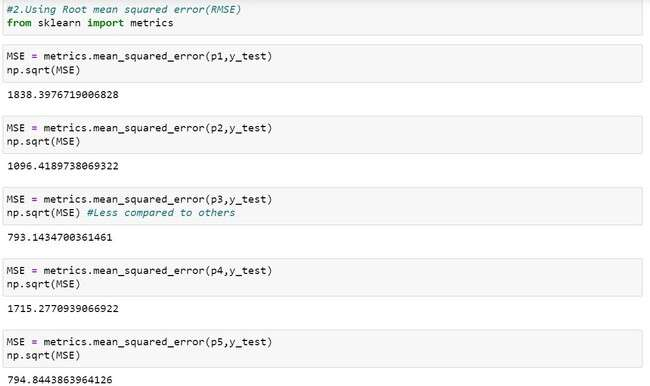 #2.Using Root mean squared error(RMSE)
from sklearn import metrics
MSE = metrics.mean_squared_error(p1,y_test)
np.sqrt(MSE)
1838.3976719006828
MSE = metrics.mean_squared_error(p2,y_test)
np.sqrt(MSE)
1096.4189738069322
MSE = metrics.mean_squared_error(p3,y_test)
np.sqrt(MSE) #Less compared to others
793.1434700361461
MSE = metrics.mean_squared_error(p4,y_test)
np.sqrt(MSE)
1715.2770939066922
MSE = metrics.mean_squared_error(p5,y_test)
np.sqrt(MSE)
794.8443863964126